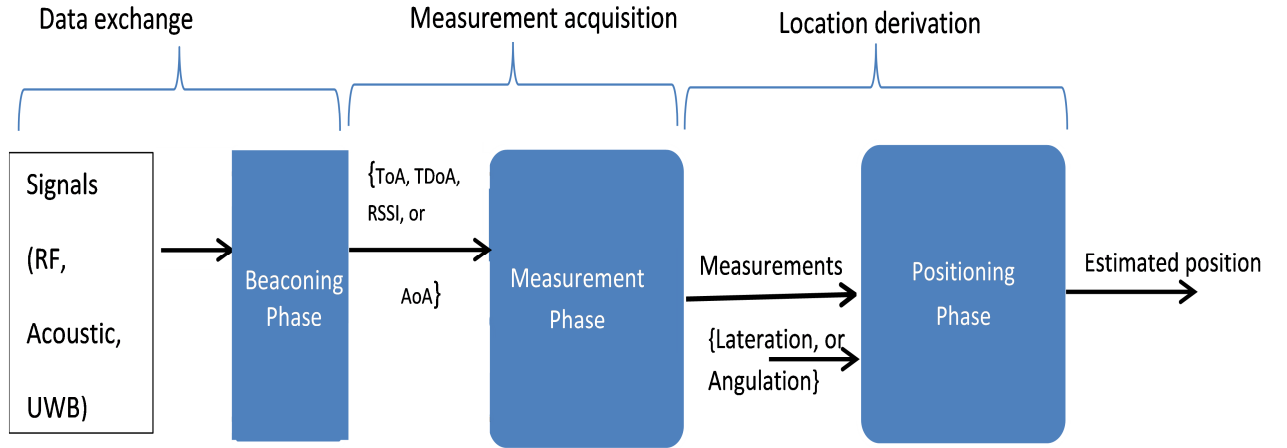 Data exchange
Measurement acquisition
Location derivation
Signals
(RF,
Acoustic,
UWB)
Beaconing
Phase
{ToA, TDoA,
RSSI, or
AoA}
Measurement
Phase
Measurements
{Lateration, or
Angulation}
Positioning
Phase
Estimated position